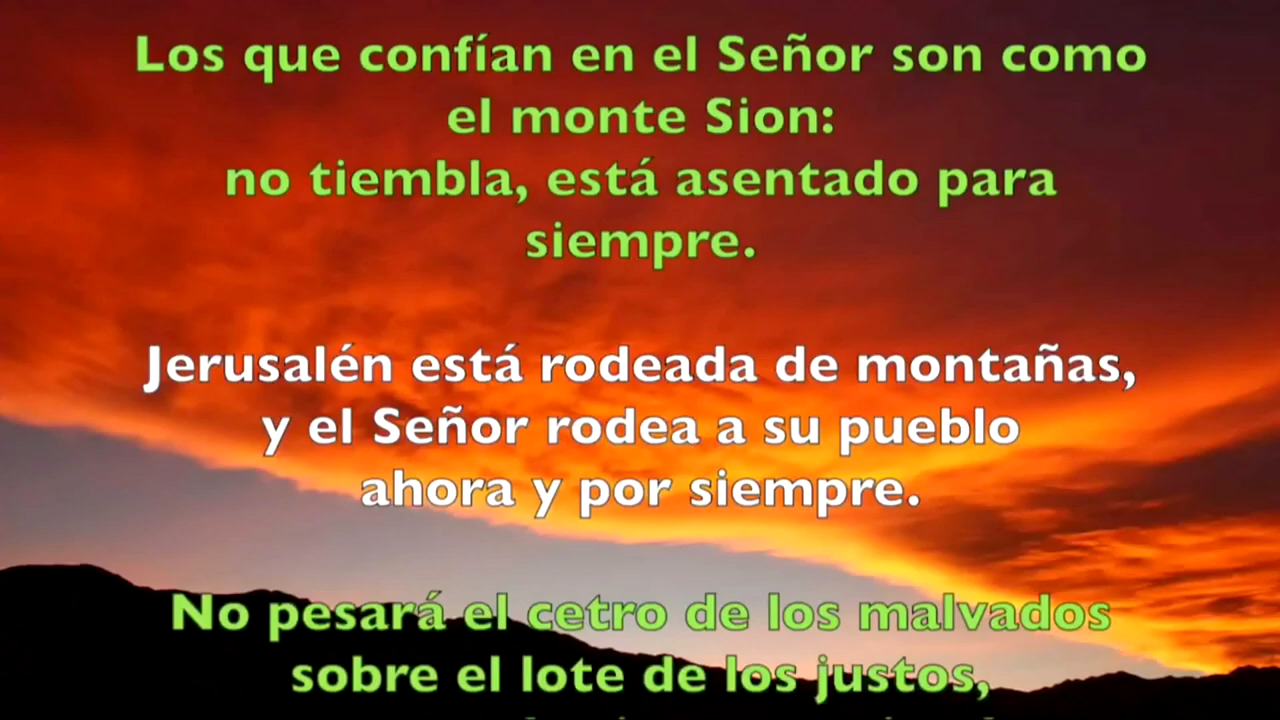 Los que confían en el Señor son como
el monte Sion:
no tiembla, está asentado para
siempre.
Jerusalén está rodeada de montañas,
y el Señor rodea a su pueblo
ahora y por siempre.
No pesará el cetro de los malvados
sobre el lote de los justos,